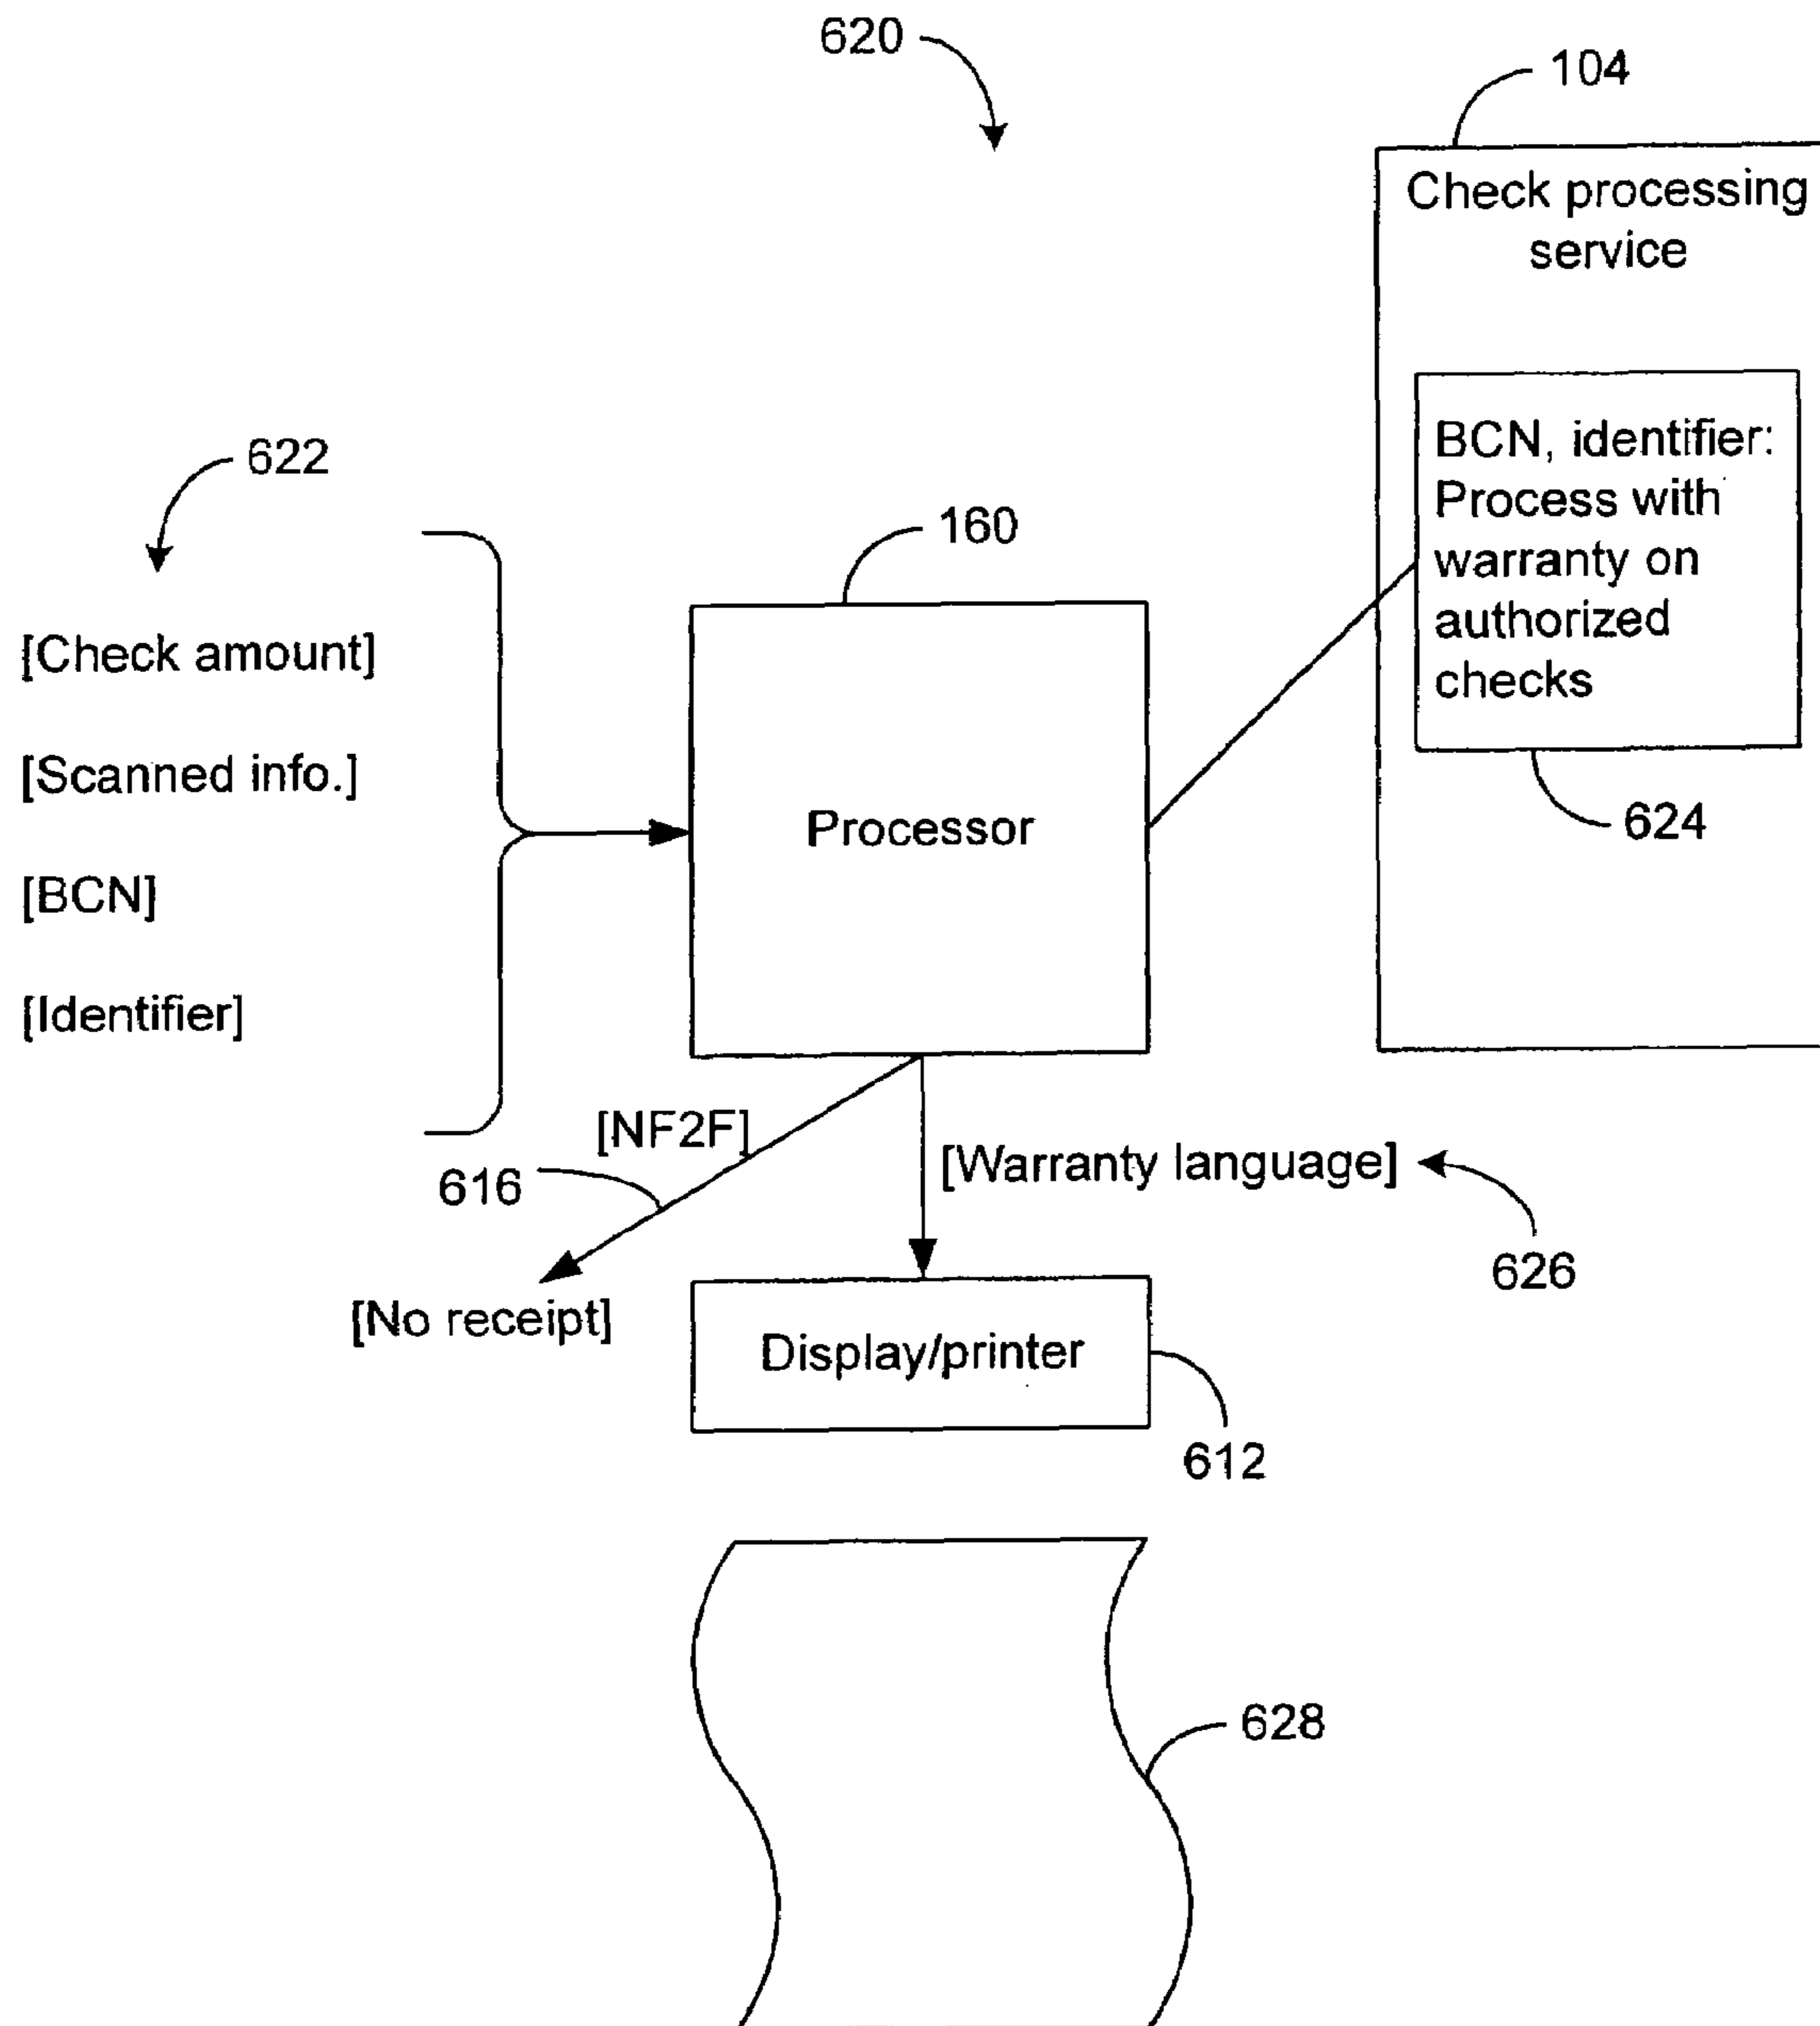 620
104
Check processing
service
622
BCN, identifier:
Process with
warranty on
authorized
checks
160
[Check amount]
[Scanned info.]
[BCN]
[Identifier]
Processor
624
[NF2F]
616
[Warranty language]
626
[No receipt]
Display/printer
612
628